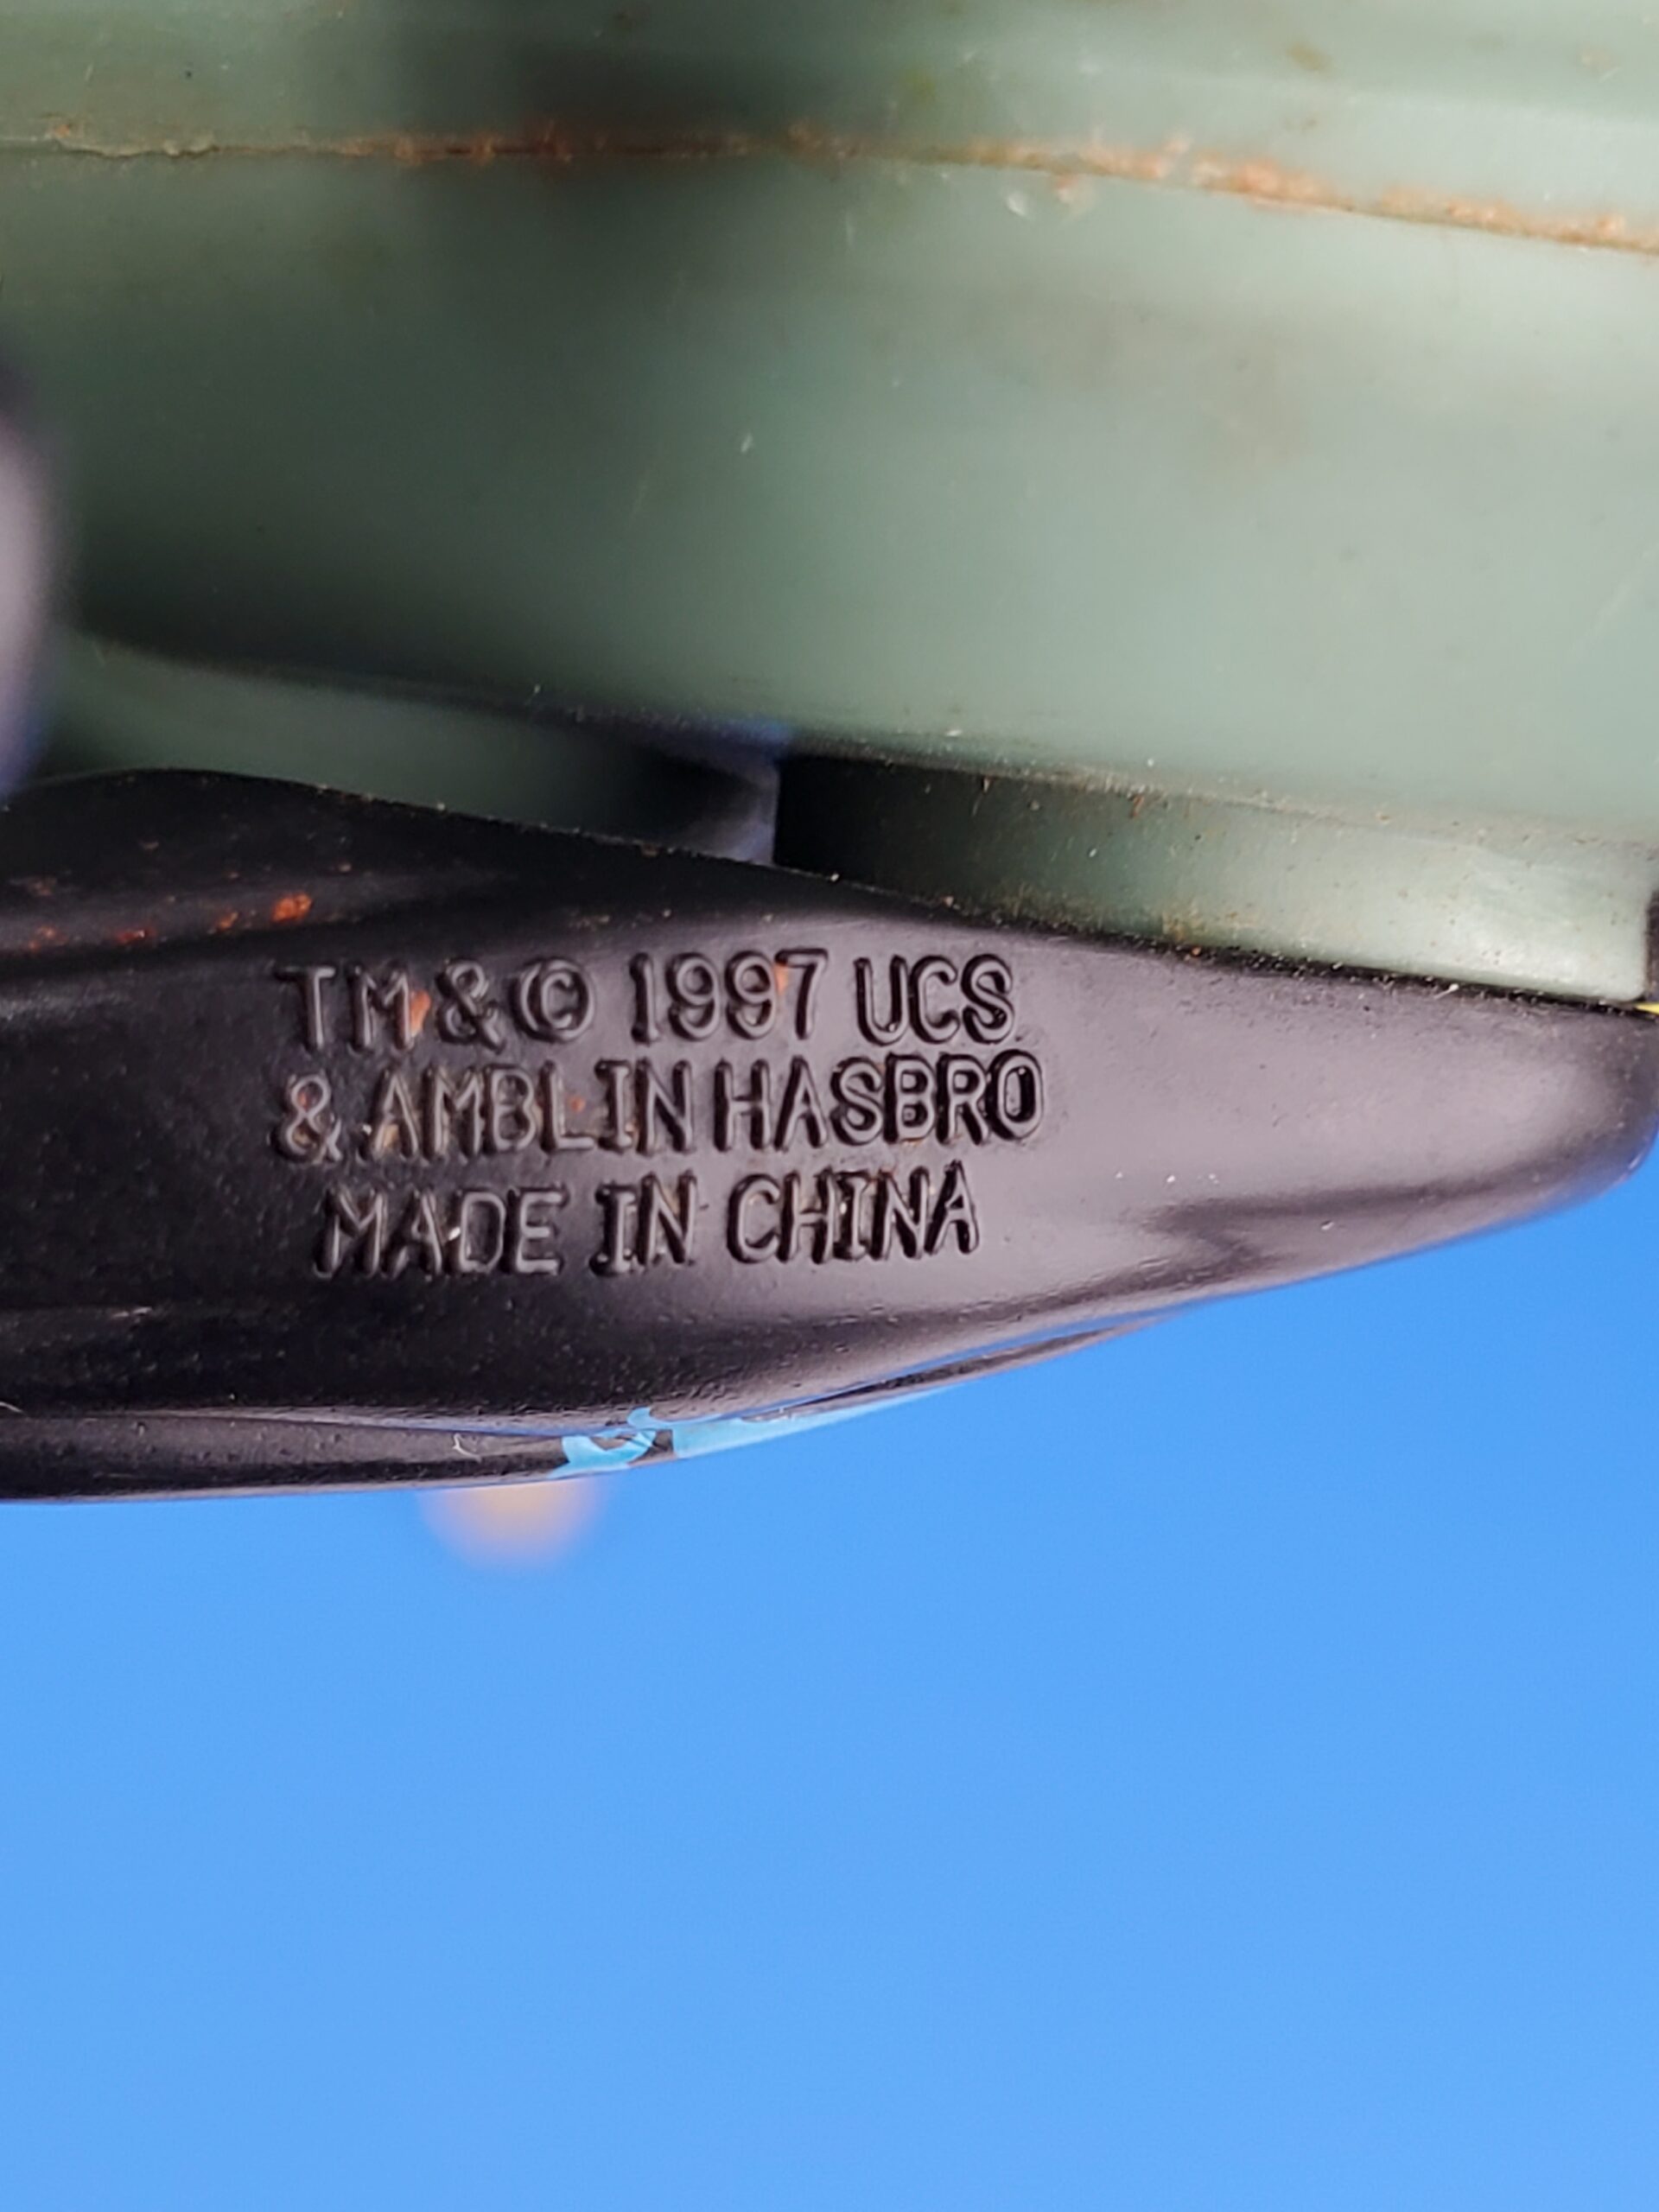 TM & © 1997 UCS
& AMBLIN HASBRO
MADE IN CHINA